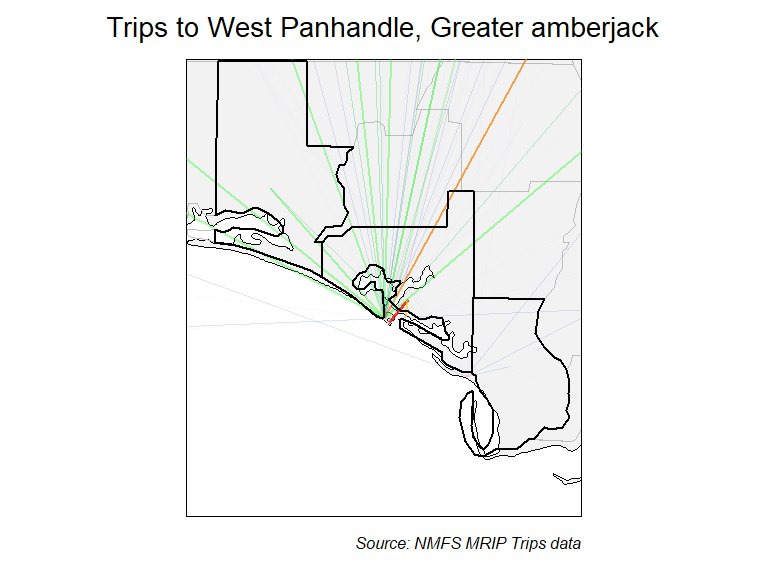 Trips to West Panhandle, Greater amberjack
Source: NMFS MRIP Trips data